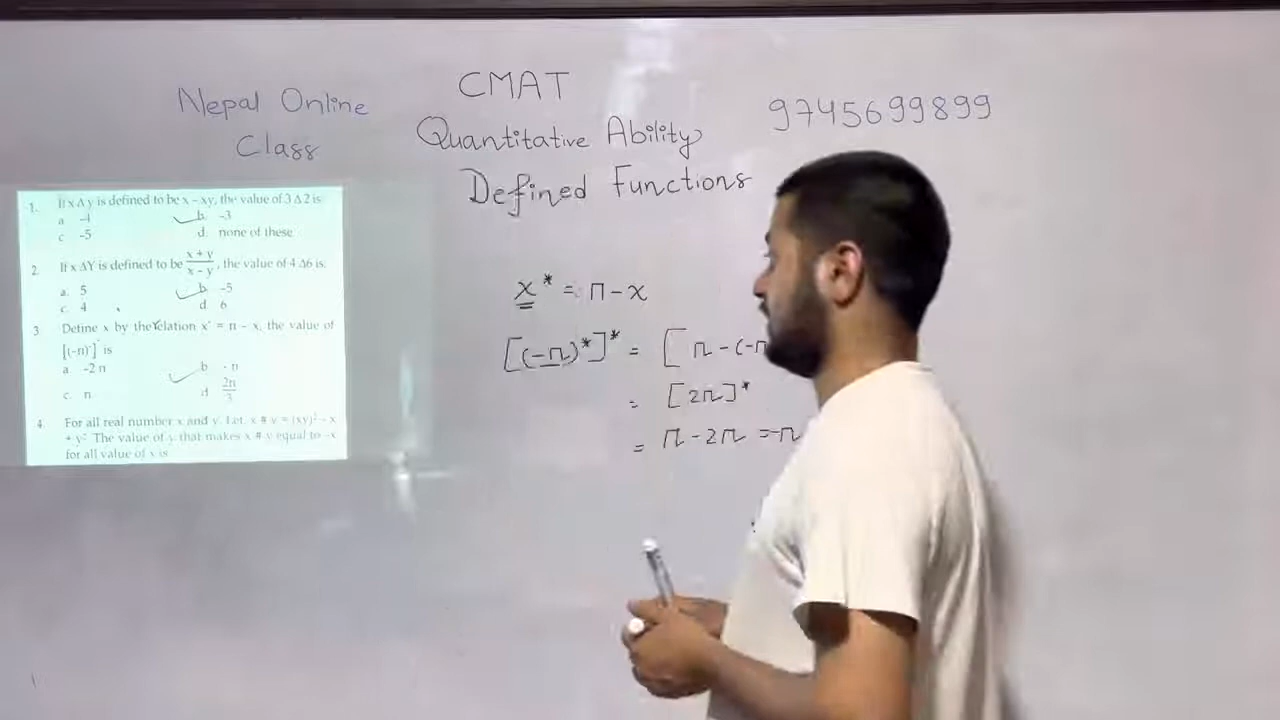 Nepal Online
Class
CMAT
Quantitative Ability
Defined Functions
9745699899
1. If x Δ y is defined to be x - xy, the value of 3 Δ 2 is:
a. -4 b. -3
c. -5 d. none of these
2. If x ΔY is defined to be x + y / x - y, the value of 4 Δ6 is.
a. 5 b. -5
c. 4 d 6
3 Define x by the relation x* = n - x, the value of
[(-n)*]* is
a. -2n b - n
c. n d 2n/3
4. For all real number x and y. Let x # y = (xy)² - x
+ y² The value of y that makes x # y equal to -x
for all value of x is
x* = n - x
[(-n)*]* = [n - (-n
= [2n]*
= n - 2n = -n